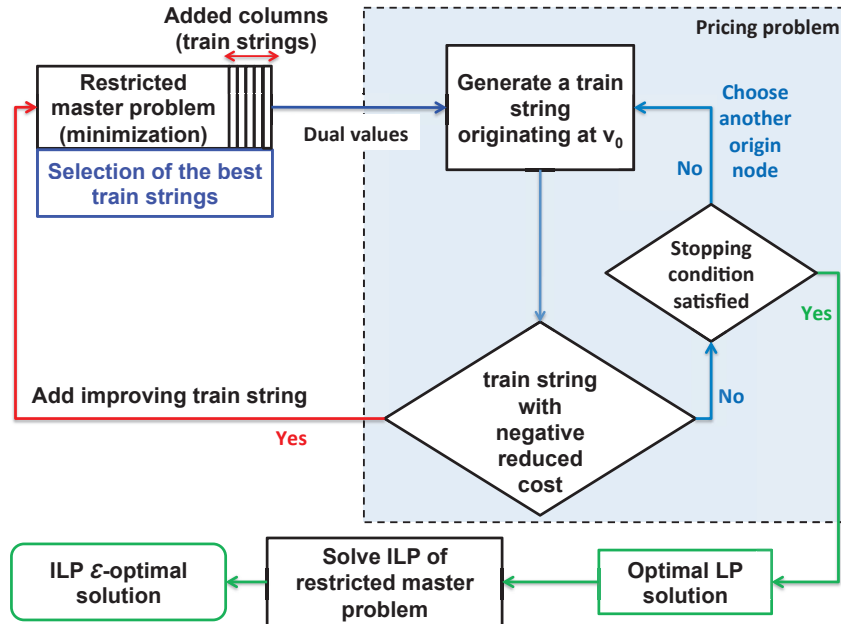 Added columns
(train strings)
Pricing problem
Restricted
master problem
(minimization)
Selection of the best
train strings
Dual values
Generate a train
string
originating at v₀
Choose
another
origin
node
No
Stopping
condition
satisfied
Yes
train string
with
negative
reduced
cost
No
Add improving train string
Yes
ILP ε-optimal
solution
Solve ILP of
restricted master
problem
Optimal LP
solution